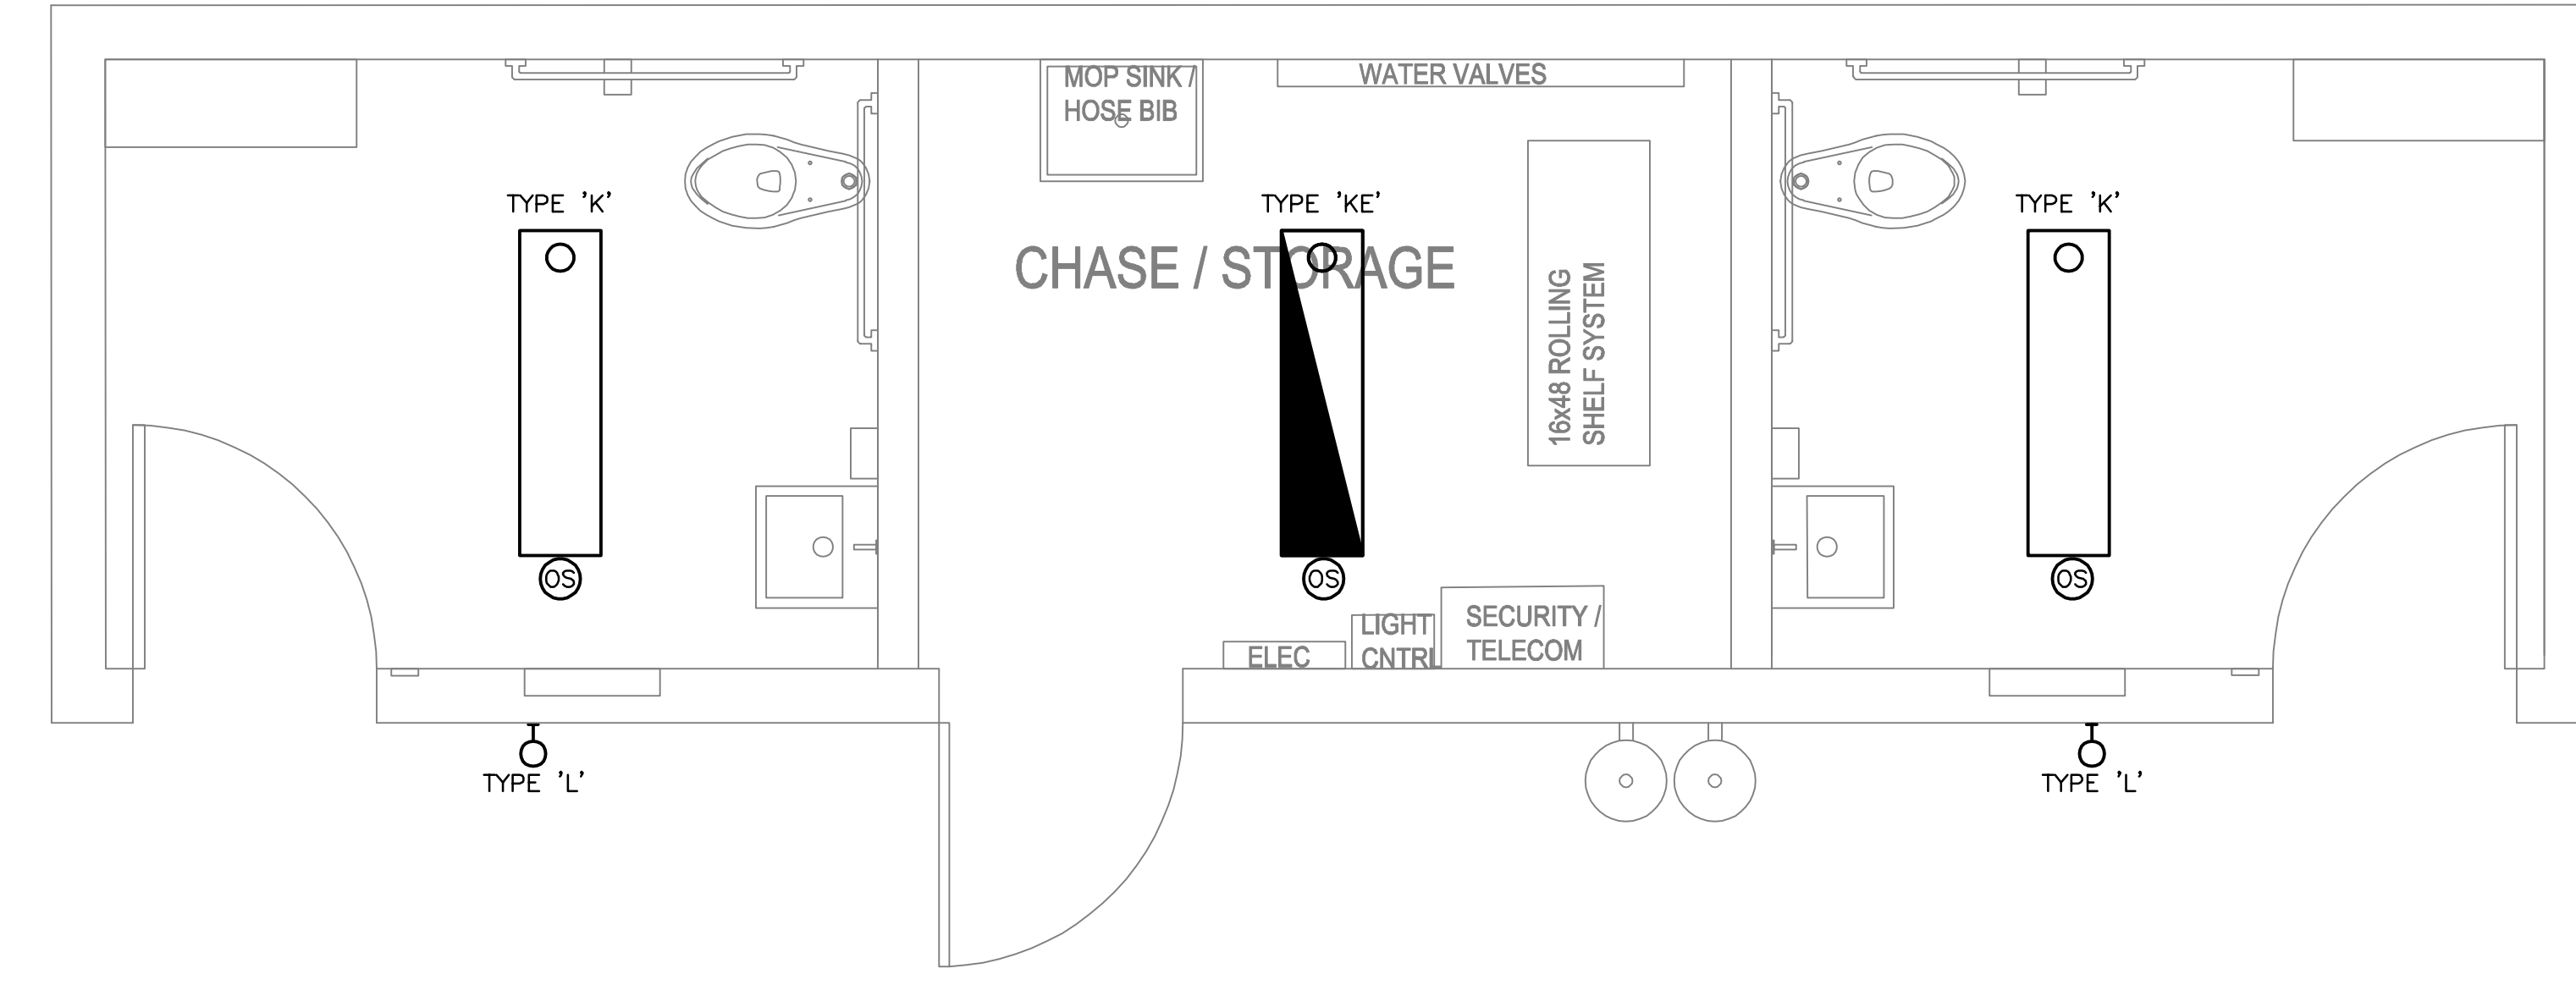 MOP SINK /
HOSE BIB
WATER VALVES
TYPE 'K'
TYPE 'KE'
TYPE 'K'
CHASE / STORAGE
16x48 ROLLING
SHELF SYSTEM
OS
OS
OS
ELEC
LIGHT
CNTRL
SECURITY /
TELECOM
TYPE 'L'
TYPE 'L'